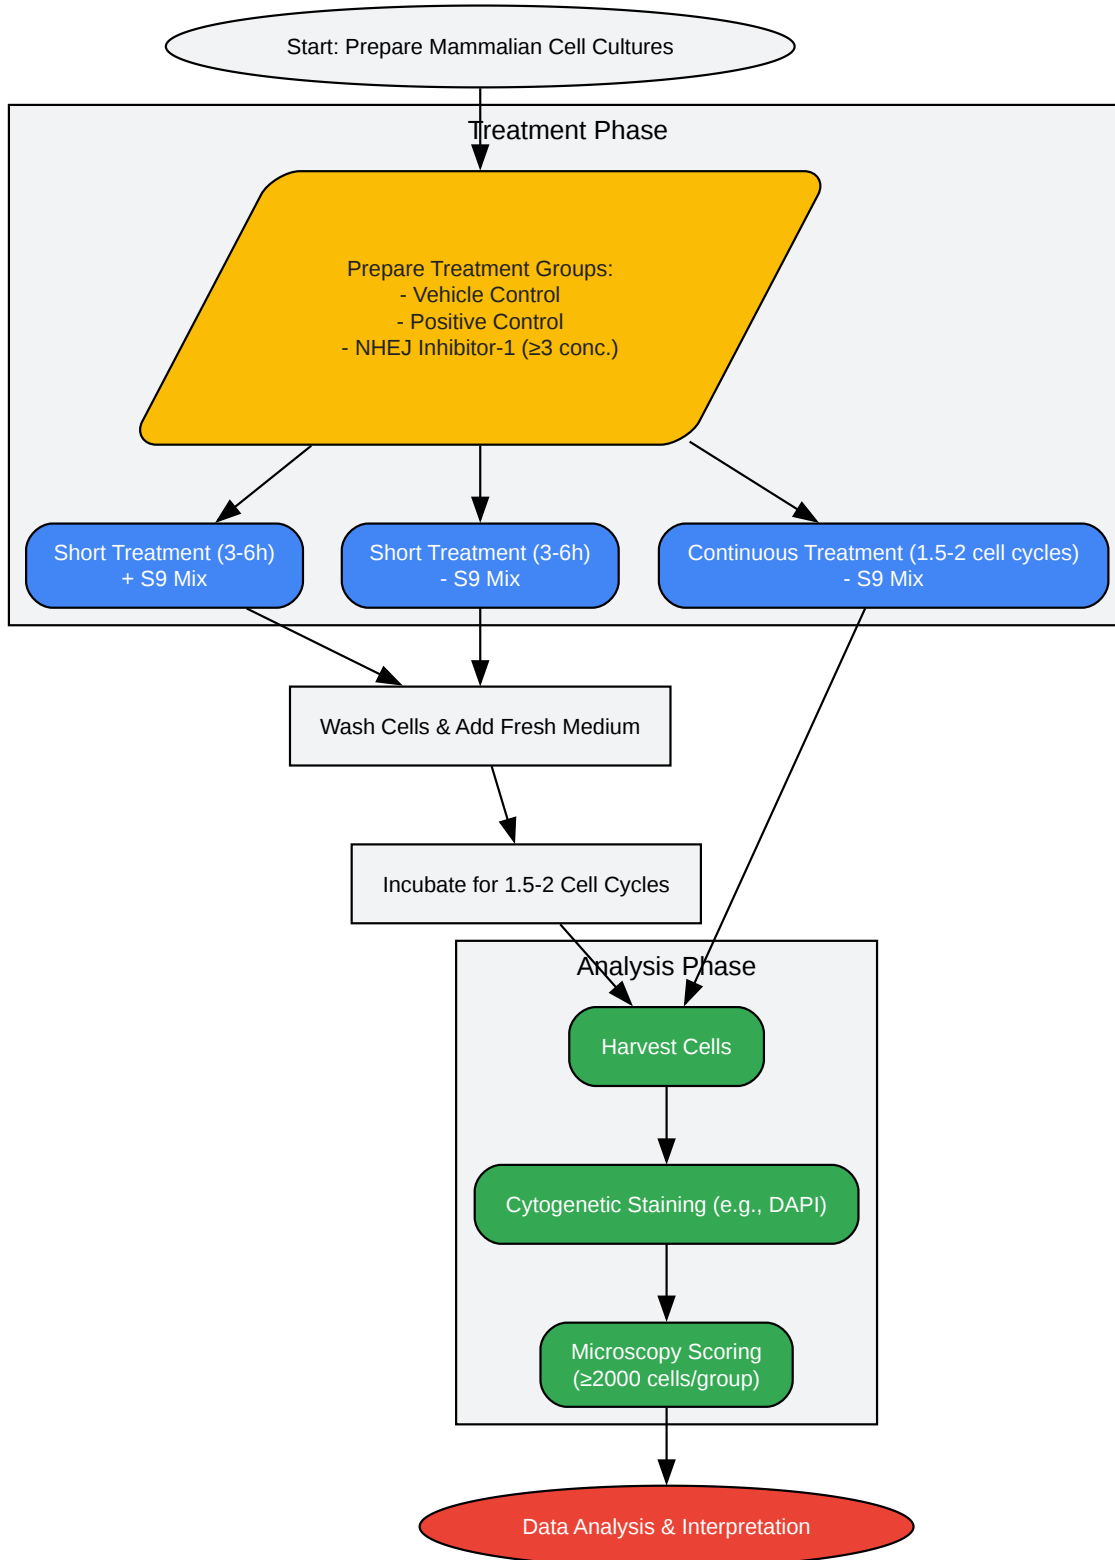 Start: Prepare Mammalian Cell Cultures
Treatment Phase
Prepare Treatment Groups:
- Vehicle Control
- Positive Control
- NHEJ Inhibitor-1 (≥3 conc.)
Short Treatment (3-6h)
+ S9 Mix
Short Treatment (3-6h)
- S9 Mix
Continuous Treatment (1.5-2 cell cycles)
- S9 Mix
Wash Cells & Add Fresh Medium
Incubate for 1.5-2 Cell Cycles
Analysis Phase
Harvest Cells
Cytogenetic Staining (e.g., DAPI)
Microscopy Scoring
(≥2000 cells/group)
Data Analysis & Interpretation